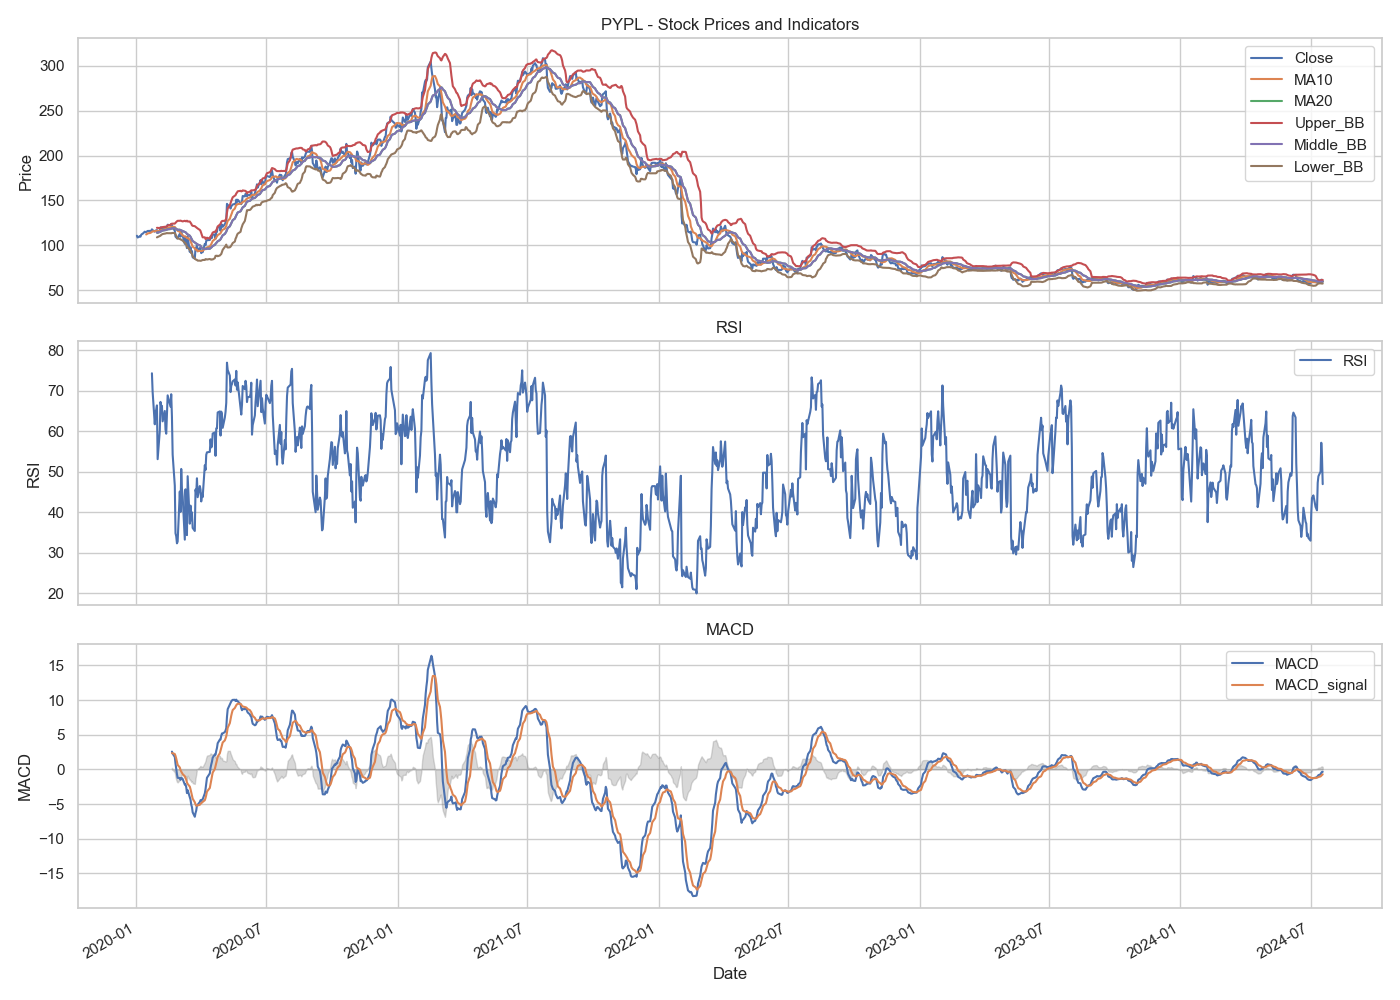 PYPL - Stock Prices and Indicators
Price
300
250
200
150
100
50
Close
MA10
MA20
Upper_BB
Middle_BB
Lower_BB
RSI
RSI
80
70
60
50
40
30
20
RSI
MACD
MACD
15
10
5
0
−5
−10
−15
MACD
MACD_signal
2020-01
2020-07
2021-01
2021-07
2022-01
2022-07
2023-01
2023-07
2024-01
2024-07
Date